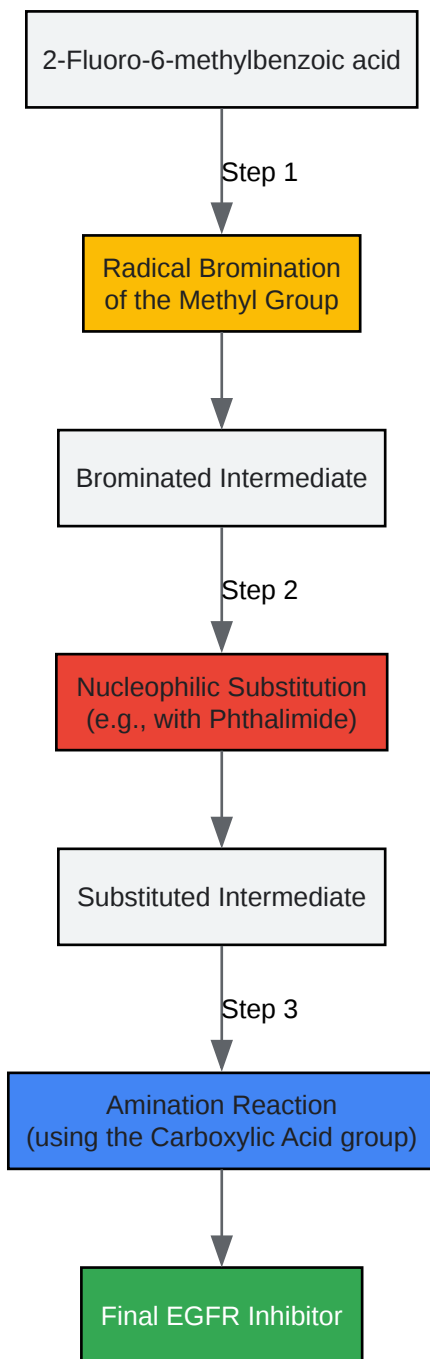 2-Fluoro-6-methylbenzoic acid
Step 1
Radical Bromination
of the Methyl Group
Brominated Intermediate
Step 2
Nucleophilic Substitution
(e.g., with Phthalimide)
Substituted Intermediate
Step 3
Amination Reaction
(using the Carboxylic Acid group)
Final EGFR Inhibitor